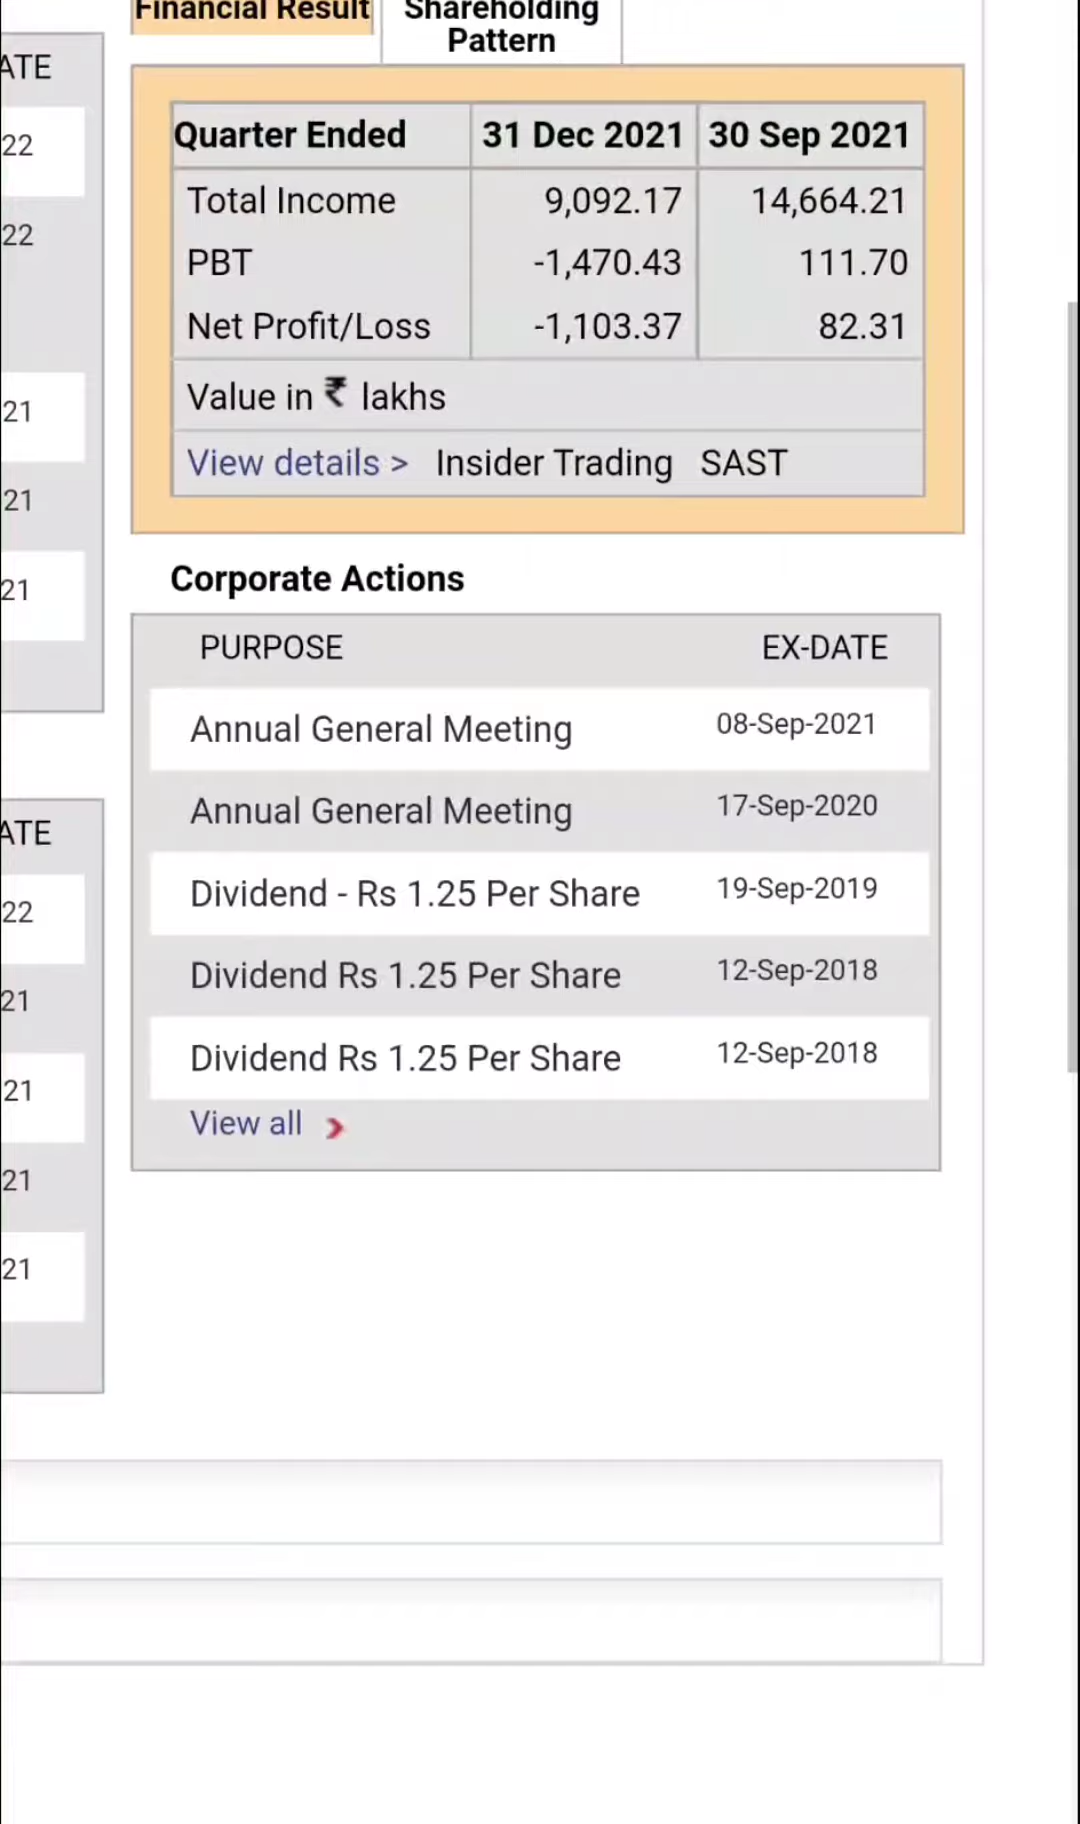 Financial Result Shareholding
Pattern
ATE
22
22
21
21
21
Quarter Ended 31 Dec 2021 30 Sep 2021
Total Income 9,092.17 14,664.21
PBT -1,470.43 111.70
Net Profit/Loss -1,103.37 82.31
Value in ₹ lakhs
View details > Insider Trading SAST
Corporate Actions
PURPOSE EX-DATE
Annual General Meeting 08-Sep-2021
Annual General Meeting 17-Sep-2020
Dividend - Rs 1.25 Per Share 19-Sep-2019
Dividend Rs 1.25 Per Share 12-Sep-2018
Dividend Rs 1.25 Per Share 12-Sep-2018
View all
ATE
22
21
21
21
21